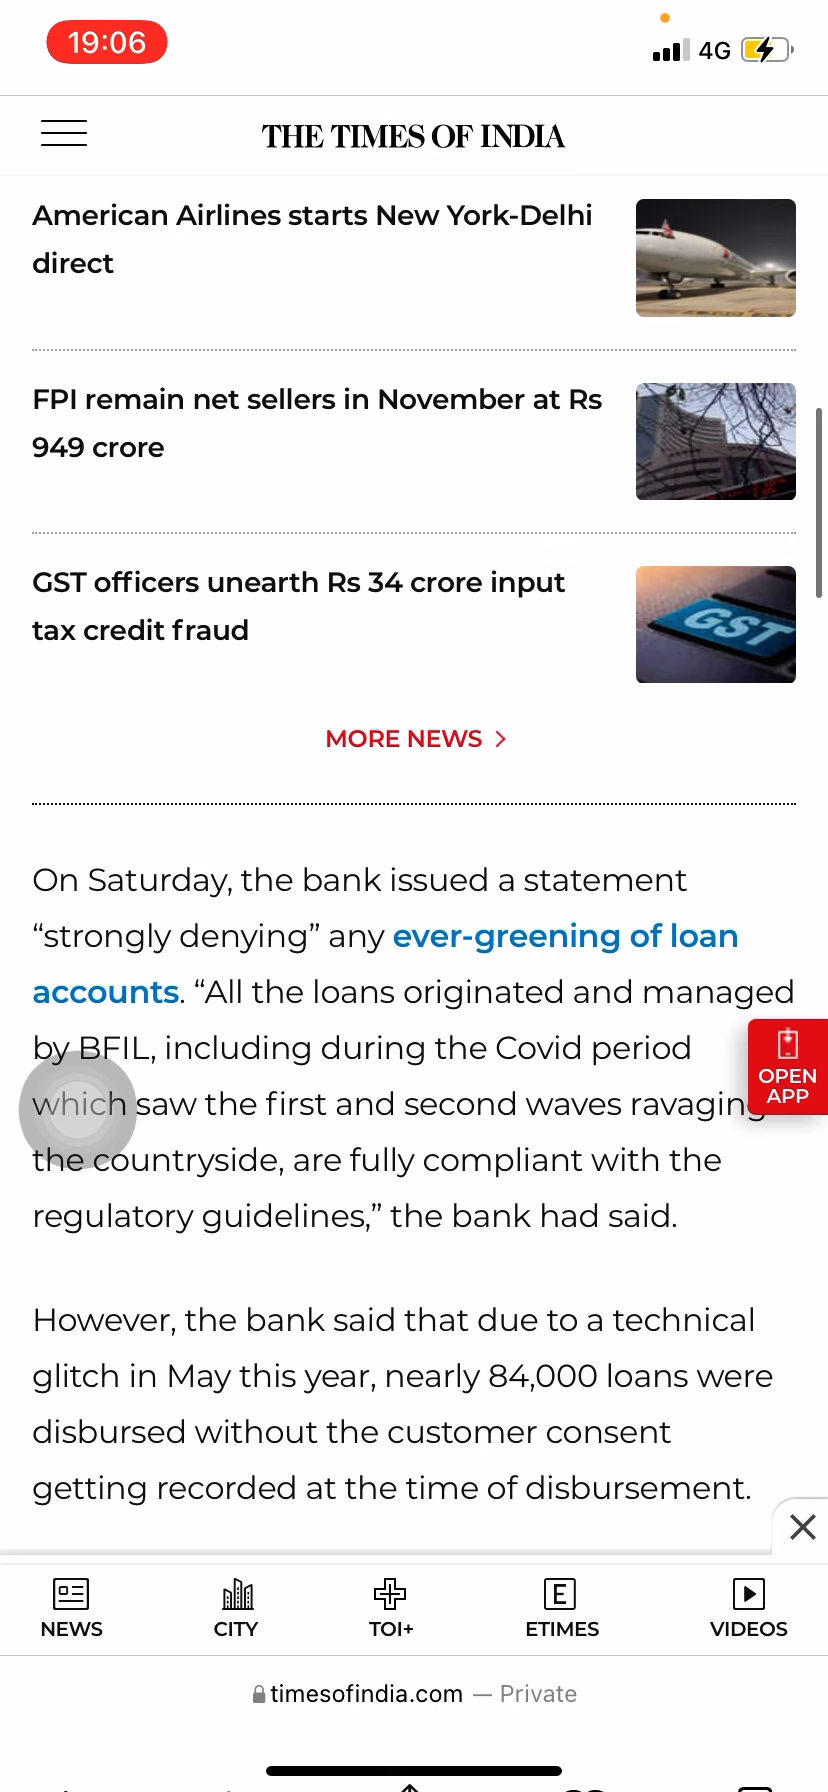 19:06
4G
THE TIMES OF INDIA
American Airlines starts New York-Delhi
direct
FPI remain net sellers in November at Rs
949 crore
GST officers unearth Rs 34 crore input
tax credit fraud
GST
MORE NEWS >
On Saturday, the bank issued a statement
“strongly denying” any ever-greening of loan
accounts. “All the loans originated and managed
by BFIL, including during the Covid period
which saw the first and second waves ravaging
the countryside, are fully compliant with the
regulatory guidelines,” the bank had said.
OPEN
APP
However, the bank said that due to a technical
glitch in May this year, nearly 84,000 loans were
disbursed without the customer consent
getting recorded at the time of disbursement.
NEWS
CITY
TOI+
E
ETIMES
VIDEOS
timesofindia.com — Private